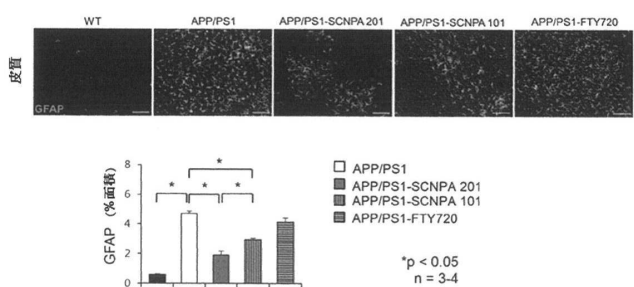 WT
APP/PS1
APP/PS1-SCNPA 201
APP/PS1-SCNPA 101
APP/PS1-FTY720
皮質
GFAP
GFAP (%面積)
8
6
4
2
0
*
*
*
*
APP/PS1
APP/PS1-SCNPA 201
APP/PS1-SCNPA 101
APP/PS1-FTY720
*p < 0.05
n = 3-4